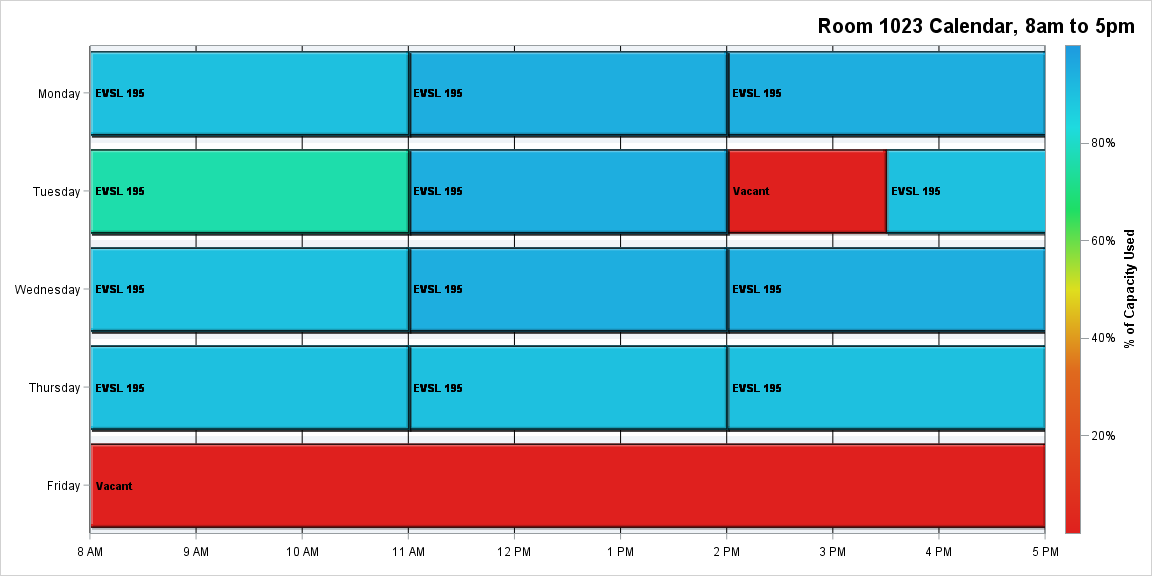 Room 1023 Calendar, 8am to 5pm
Monday EVSL 195 EVSL 195 EVSL 195
80%
Tuesday EVSL 195 EVSL 195 Vacant EVSL 195
60%
% of Capacity Used
Wednesday EVSL 195 EVSL 195 EVSL 195
40%
Thursday EVSL 195 EVSL 195 EVSL 195
20%
Friday Vacant
8 AM 9 AM 10 AM 11 AM 12 PM 1 PM 2 PM 3 PM 4 PM 5 PM